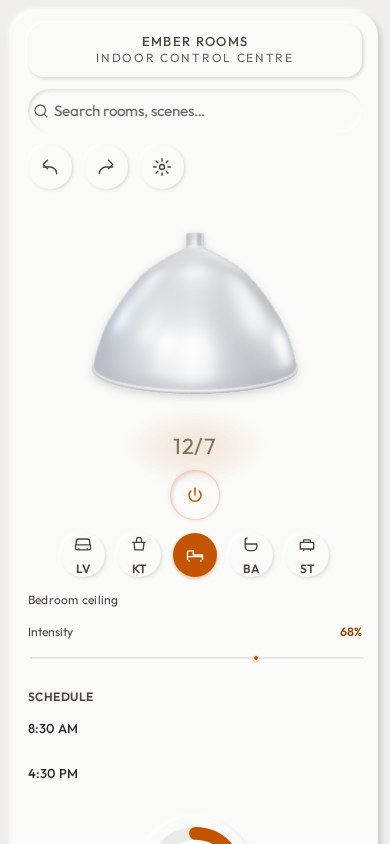 EMBER ROOMS
INDOOR CONTROL CENTRE
Search rooms, scenes...
12/7
LV KT BA ST
Bedroom ceiling
Intensity 68%
SCHEDULE
8:30 AM
4:30 PM